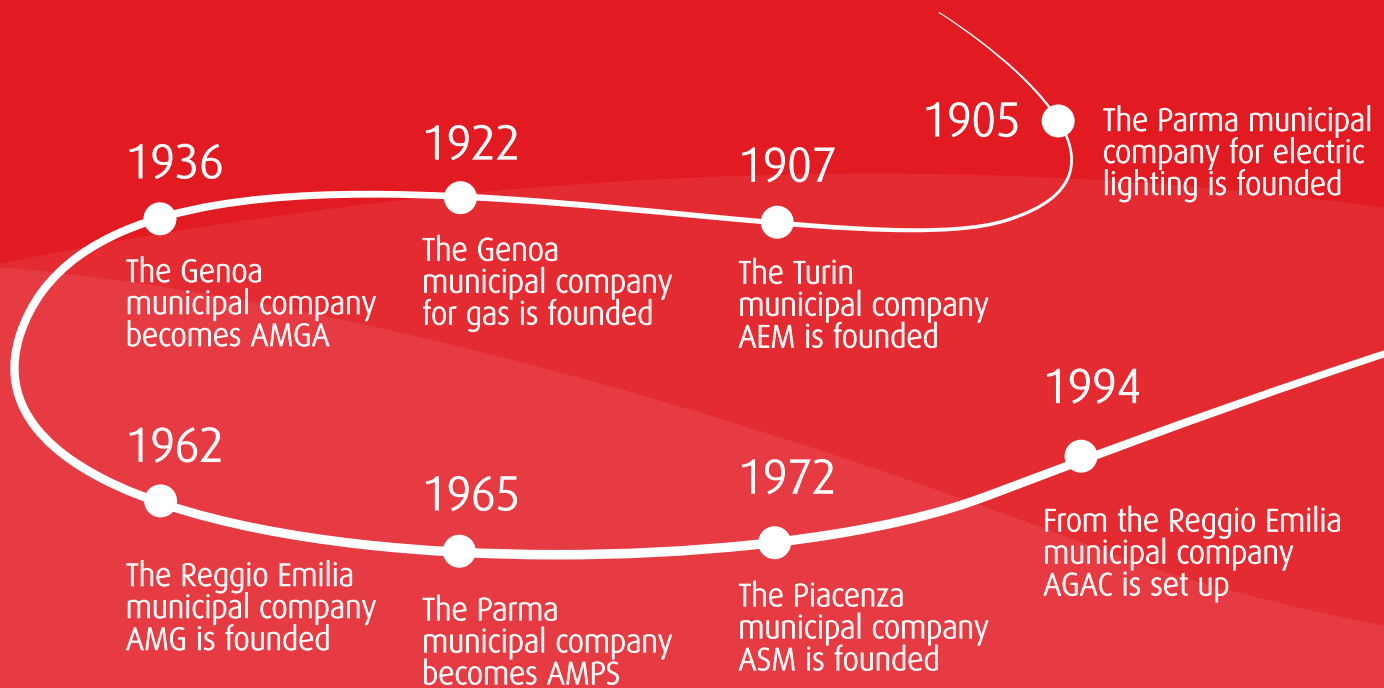 1905
The Parma municipal
company for electric
lighting is founded
1907
The Turin
municipal company
AEM is founded
1922
The Genoa
municipal company
for gas is founded
1936
The Genoa
municipal company
becomes AMGA
1962
The Reggio Emilia
municipal company
AMG is founded
1965
The Parma
municipal company
becomes AMPS
1972
The Piacenza
municipal company
ASM is founded
1994
From the Reggio Emilia
municipal company
AGAC is set up